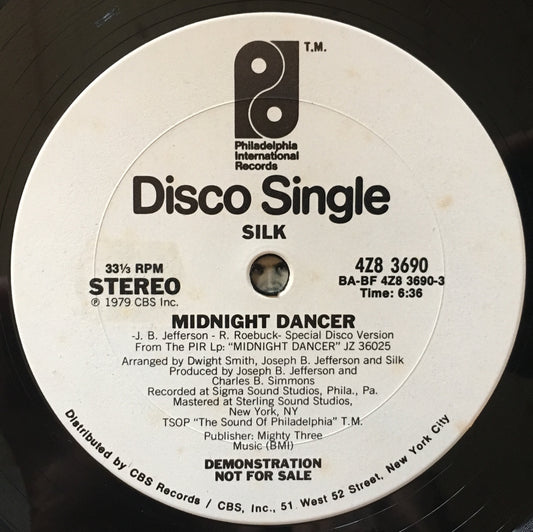 T.M.
Philadelphia
International
Records
Disco Single
SILK
33⅓ RPM
STEREO
℗ 1979 CBS Inc.
4Z8 3690
BA-BF 4Z8 3690-3
Time: 6:36
MIDNIGHT DANCER
-J. B. Jefferson - R. Roebuck- Special Disco Version
From The PIR Lp: "MIDNIGHT DANCER" JZ 36025
Arranged by Dwight Smith, Joseph B. Jefferson and Silk
Produced by Joseph B. Jefferson and
Charles B. Simmons
Recorded at Sigma Sound Studios, Phila., Pa.
Mastered at Sterling Sound Studios,
New York, NY
TSOP "The Sound Of Philadelphia" T.M.
Publisher: Mighty Three
Music (BMI)
DEMONSTRATION
NOT FOR SALE
Distributed by CBS Records / CBS, Inc., 51 West 52 Street, New York City